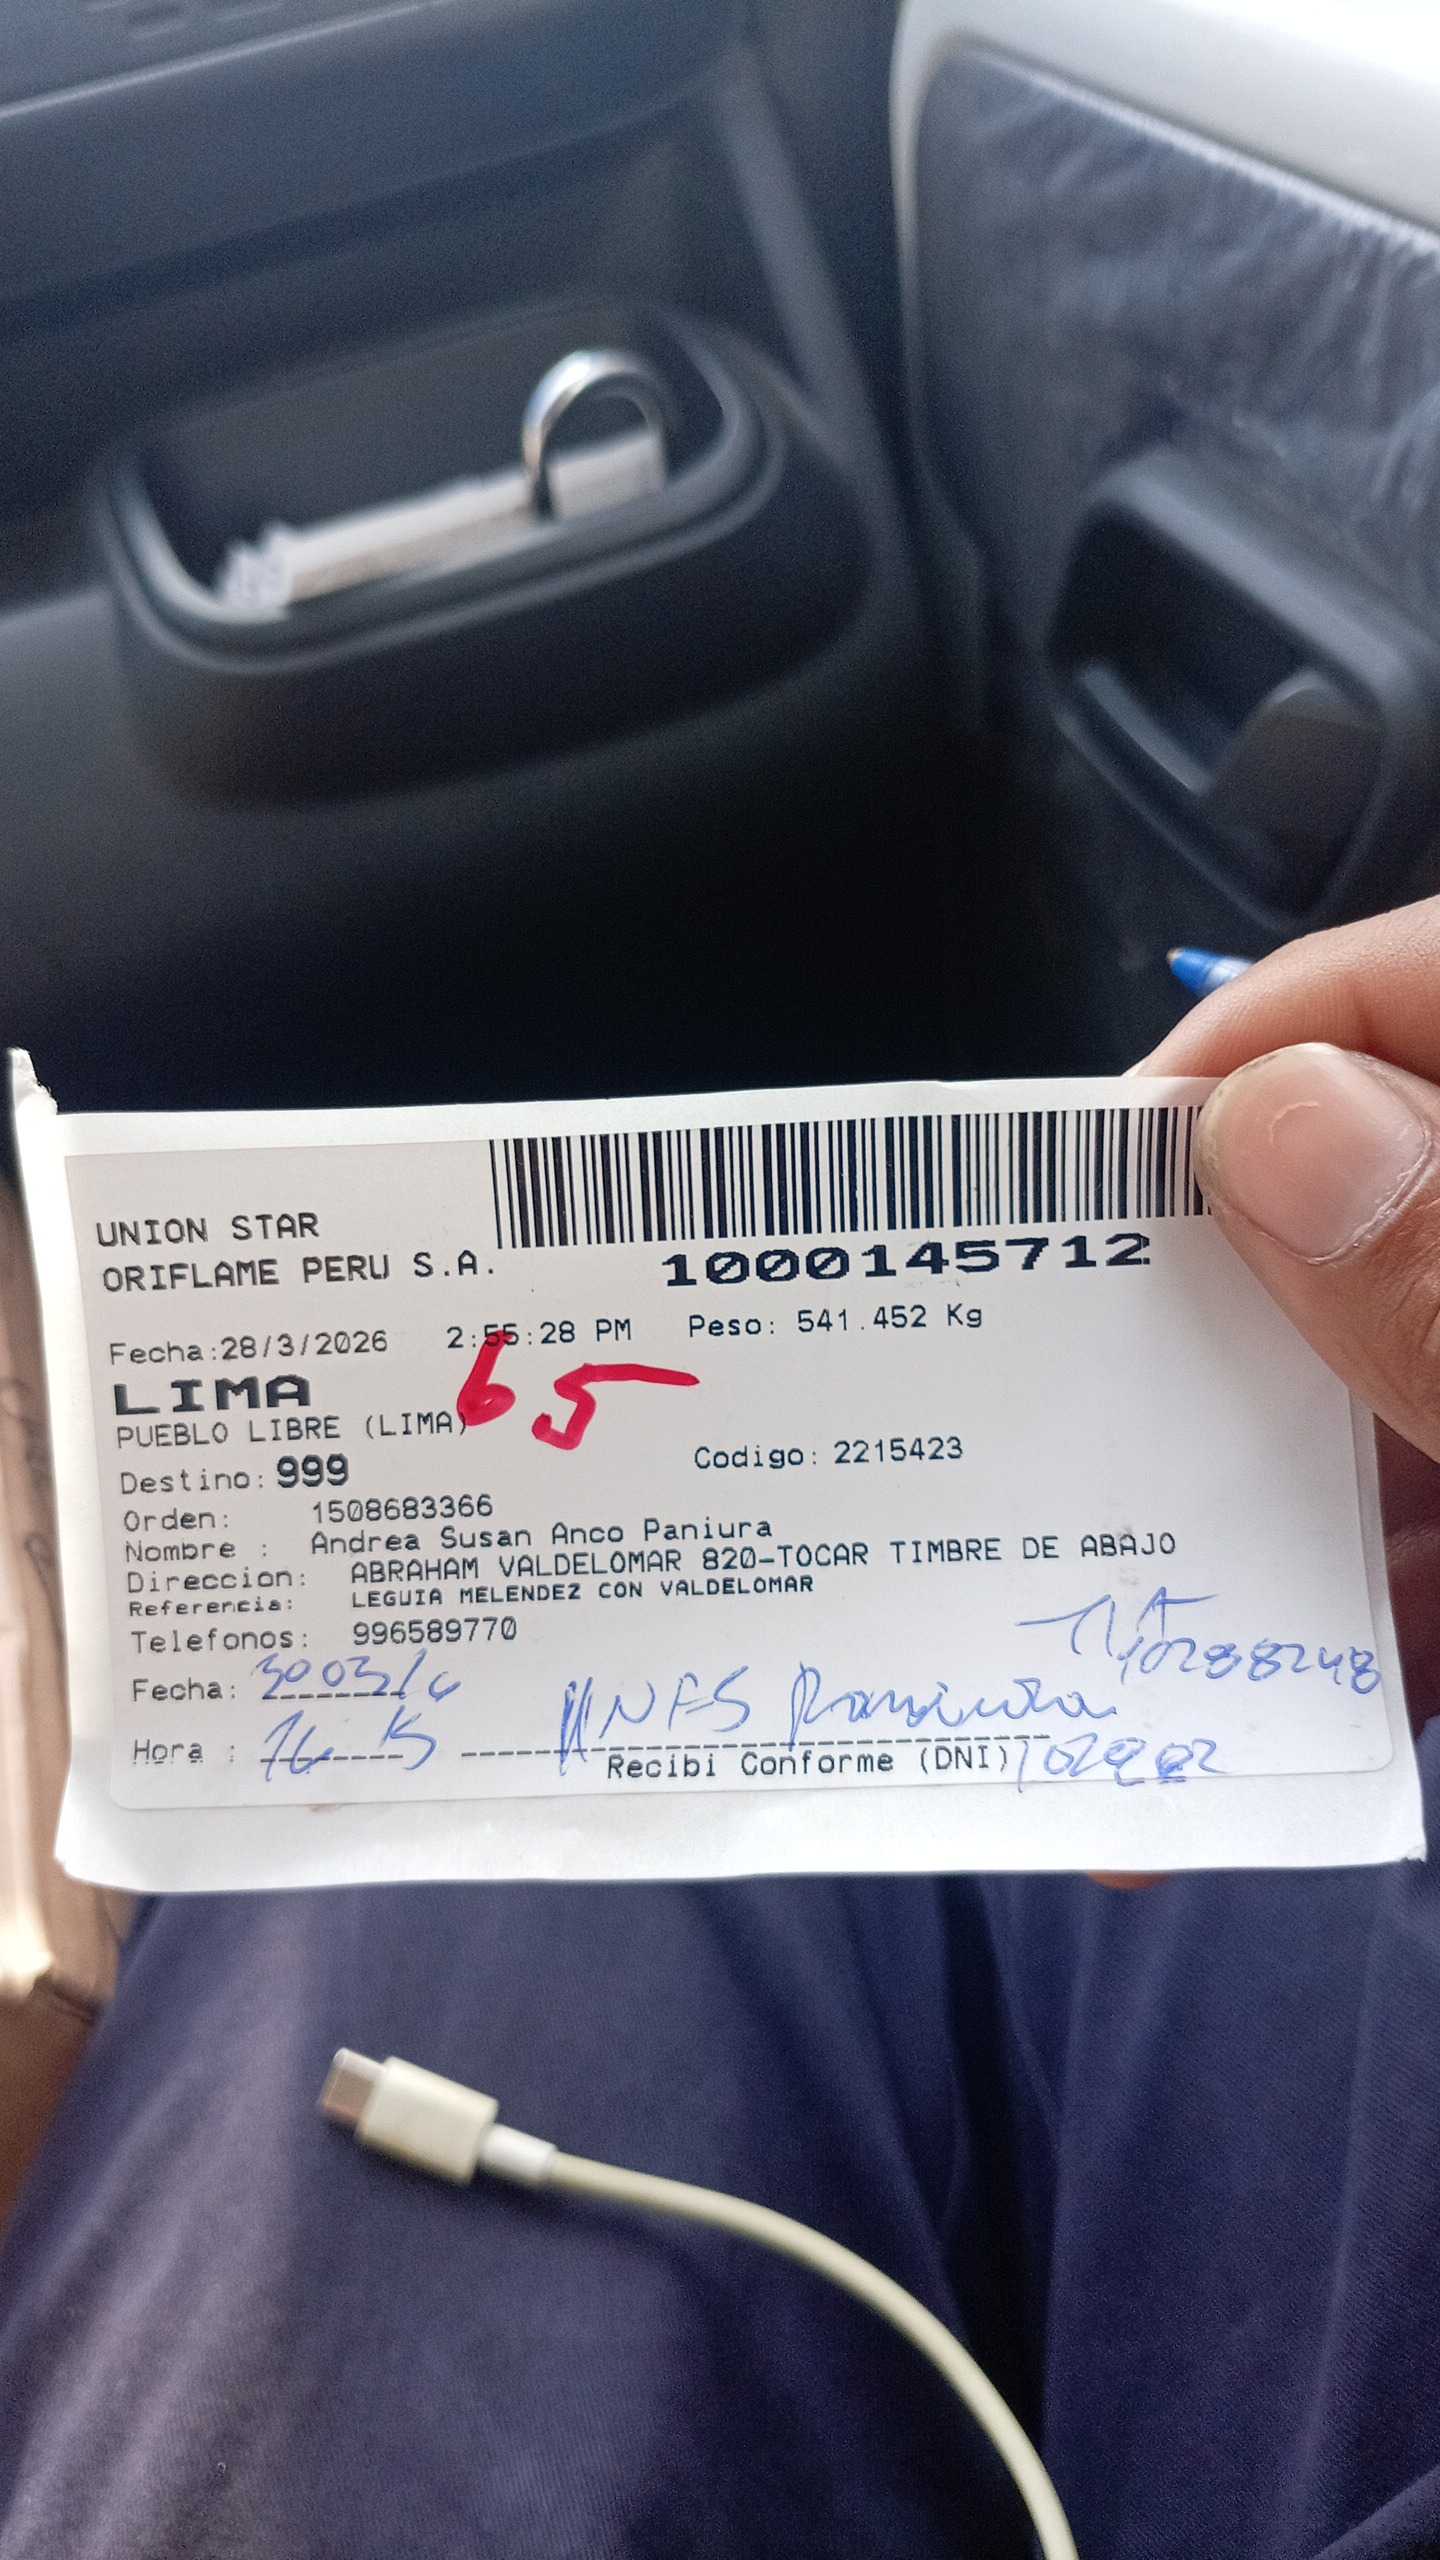 UNION STAR
ORIFLAME PERU S.A.
1000145712
Fecha:28/3/2026 2:55:28 PM Peso: 541.452 Kg
65
LIMA
PUEBLO LIBRE (LIMA)
Destino: 999 Codigo: 2215423
Orden: 1508683366
Nombre : Andrea Susan Anco Paniura
Direccion: ABRAHAM VALDELOMAR 820-TOCAR TIMBRE DE ABAJO
Referencia: LEGUIA MELENDEZ CON VALDELOMAR
Telefonos: 996589770
Fecha:
Hora :
Recibi Conforme (DNI)